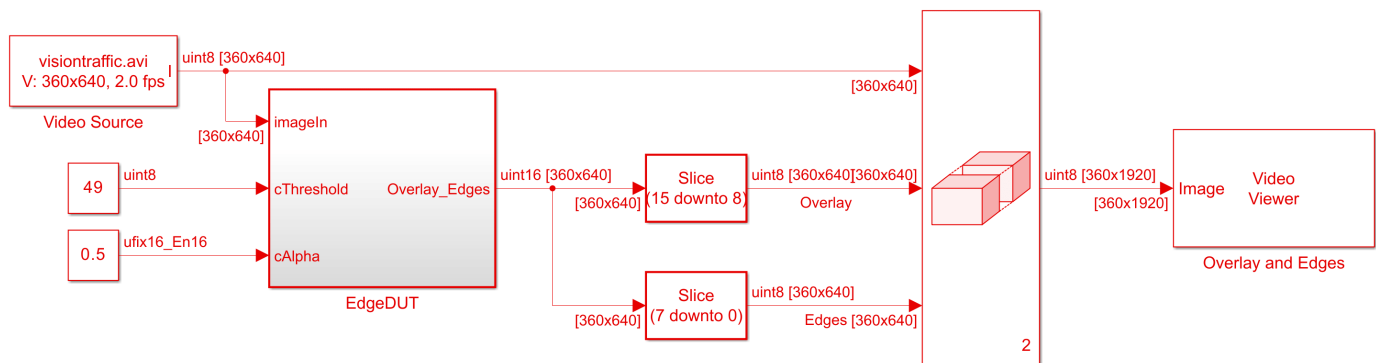 visiontraffic.avi
V: 360x640, 2.0 fps
I
Video Source
uint8 [360x640]
[360x640]
[360x640]
imageIn
cThreshold
cAlpha
Overlay_Edges
EdgeDUT
49
uint8
0.5
ufix16_En16
uint16 [360x640]
[360x640]
Slice
(15 downto 8)
uint8 [360x640]
[360x640]
Overlay
[360x640]
Slice
(7 downto 0)
uint8 [360x640]
Edges [360x640]
2
uint8 [360x1920]
[360x1920]
Image
Video
Viewer
Overlay and Edges